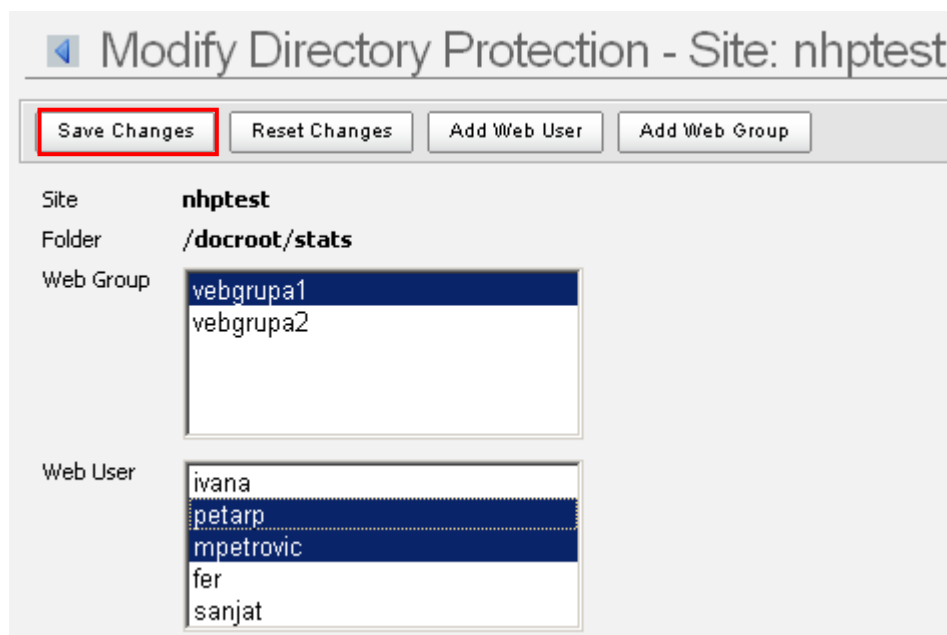 Modify Directory Protection - Site: nhptest
Save Changes Reset Changes Add Web User Add Web Group
Site nhptest
Folder /docroot/stats
Web Group vebgrupa1
vebgrupa2
Web User ivana
petarp
mpetrovic
fer
sanjat